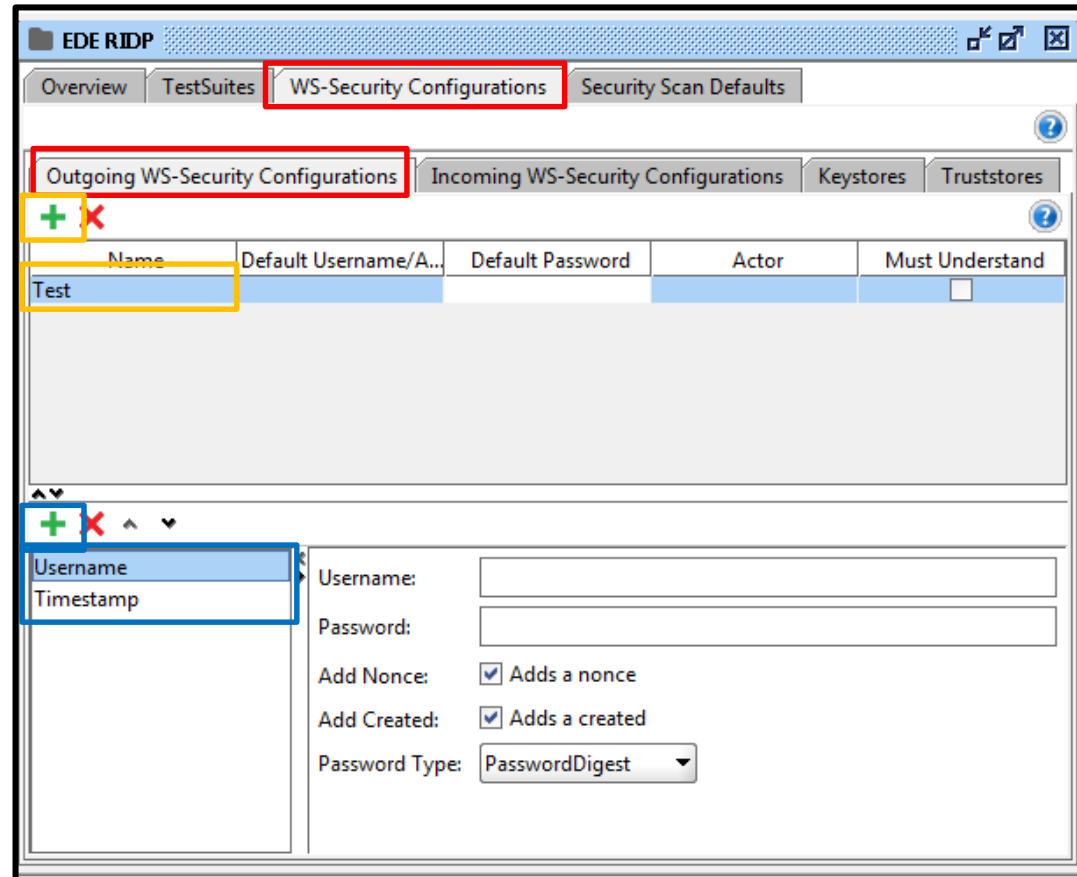 EDE RIDP
Overview TestSuites WS-Security Configurations Security Scan Defaults
Outgoing WS-Security Configurations Incoming WS-Security Configurations Keystores Truststores
Name Default Username/A... Default Password Actor Must Understand
Test
Username
Timestamp
Username:
Password:
Add Nonce: Adds a nonce
Add Created: Adds a created
Password Type: PasswordDigest